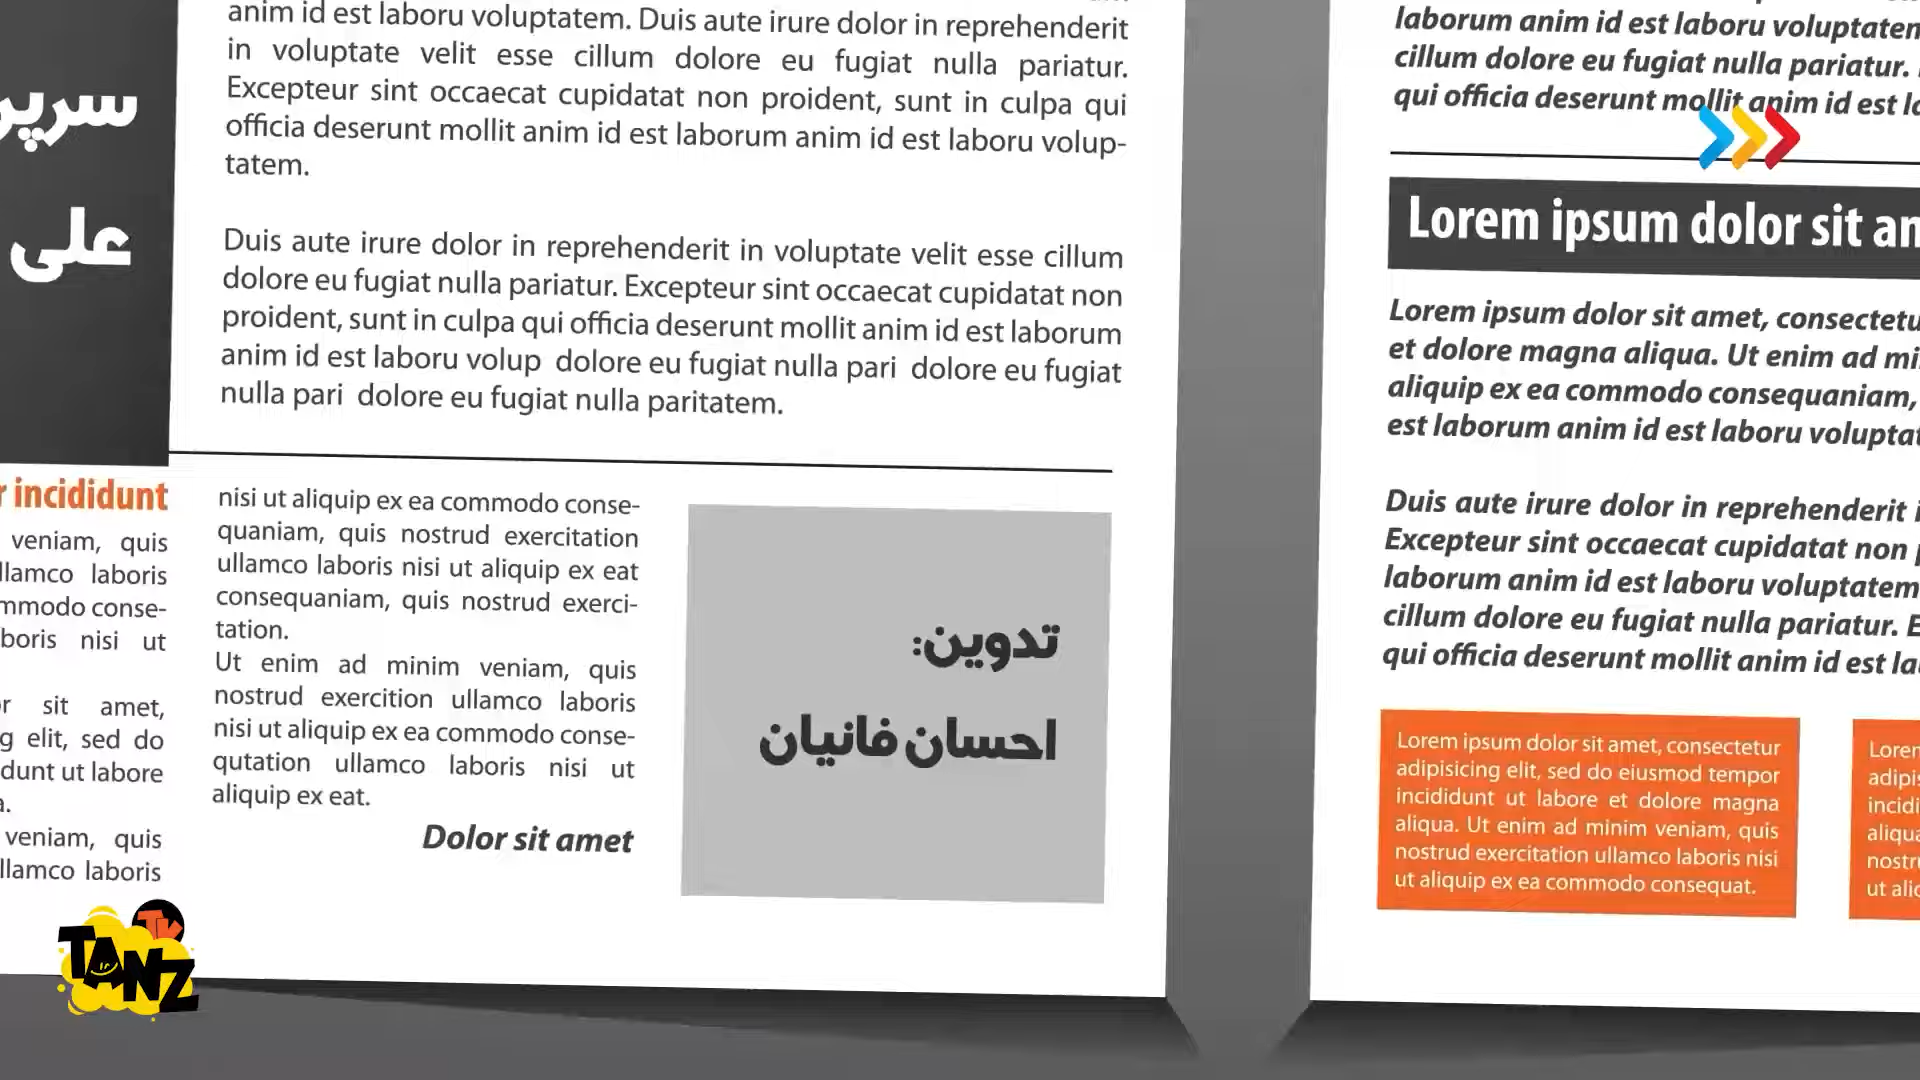 سرپر
علی
r incididunt
veniam, quis
llamco laboris
mmodo conse-
boris nisi ut
r sit amet,
g elit, sed do
dunt ut labore
a.
veniam, quis
llamco laboris
anim id est laboru voluptatem. Duis aute irure dolor in reprehenderit
in voluptate velit esse cillum dolore eu fugiat nulla pariatur.
Excepteur sint occaecat cupidatat non proident, sunt in culpa qui
officia deserunt mollit anim id est laborum anim id est laboru volup-
tatem.
Duis aute irure dolor in reprehenderit in voluptate velit esse cillum
dolore eu fugiat nulla pariatur. Excepteur sint occaecat cupidatat non
proident, sunt in culpa qui officia deserunt mollit anim id est laborum
anim id est laboru volup dolore eu fugiat nulla pari dolore eu fugiat
nulla pari dolore eu fugiat nulla paritatem.
nisi ut aliquip ex ea commodo conse-
quaniam, quis nostrud exercitation
ullamco laboris nisi ut aliquip ex eat
consequaniam, quis nostrud exerci-
tation.
Ut enim ad minim veniam, quis
nostrud exercition ullamco laboris
nisi ut aliquip ex ea commodo conse-
qutation ullamco laboris nisi ut
aliquip ex eat.
Dolor sit amet
تدوین:
احسان فانیان
laborum anim id est laboru voluptaten
cillum dolore eu fugiat nulla pariatur.
qui officia deserunt mollit anim id est la
Lorem ipsum dolor sit an
Lorem ipsum dolor sit amet, consectetu
et dolore magna aliqua. Ut enim ad mi
aliquip ex ea commodo consequaniam,
est laborum anim id est laboru voluptat
Duis aute irure dolor in reprehenderit i
Excepteur sint occaecat cupidatat non p
laborum anim id est laboru voluptatem
cillum dolore eu fugiat nulla pariatur. E
qui officia deserunt mollit anim id est la
Lorem ipsum dolor sit amet, consectetur
adipisicing elit, sed do eiusmod tempor
incididunt ut labore et dolore magna
aliqua. Ut enim ad minim veniam, quis
nostrud exercitation ullamco laboris nisi
ut aliquip ex ea commodo consequat.
Loren
adipis
incidi
aliqua
nostru
ut alic
TANZ
TV